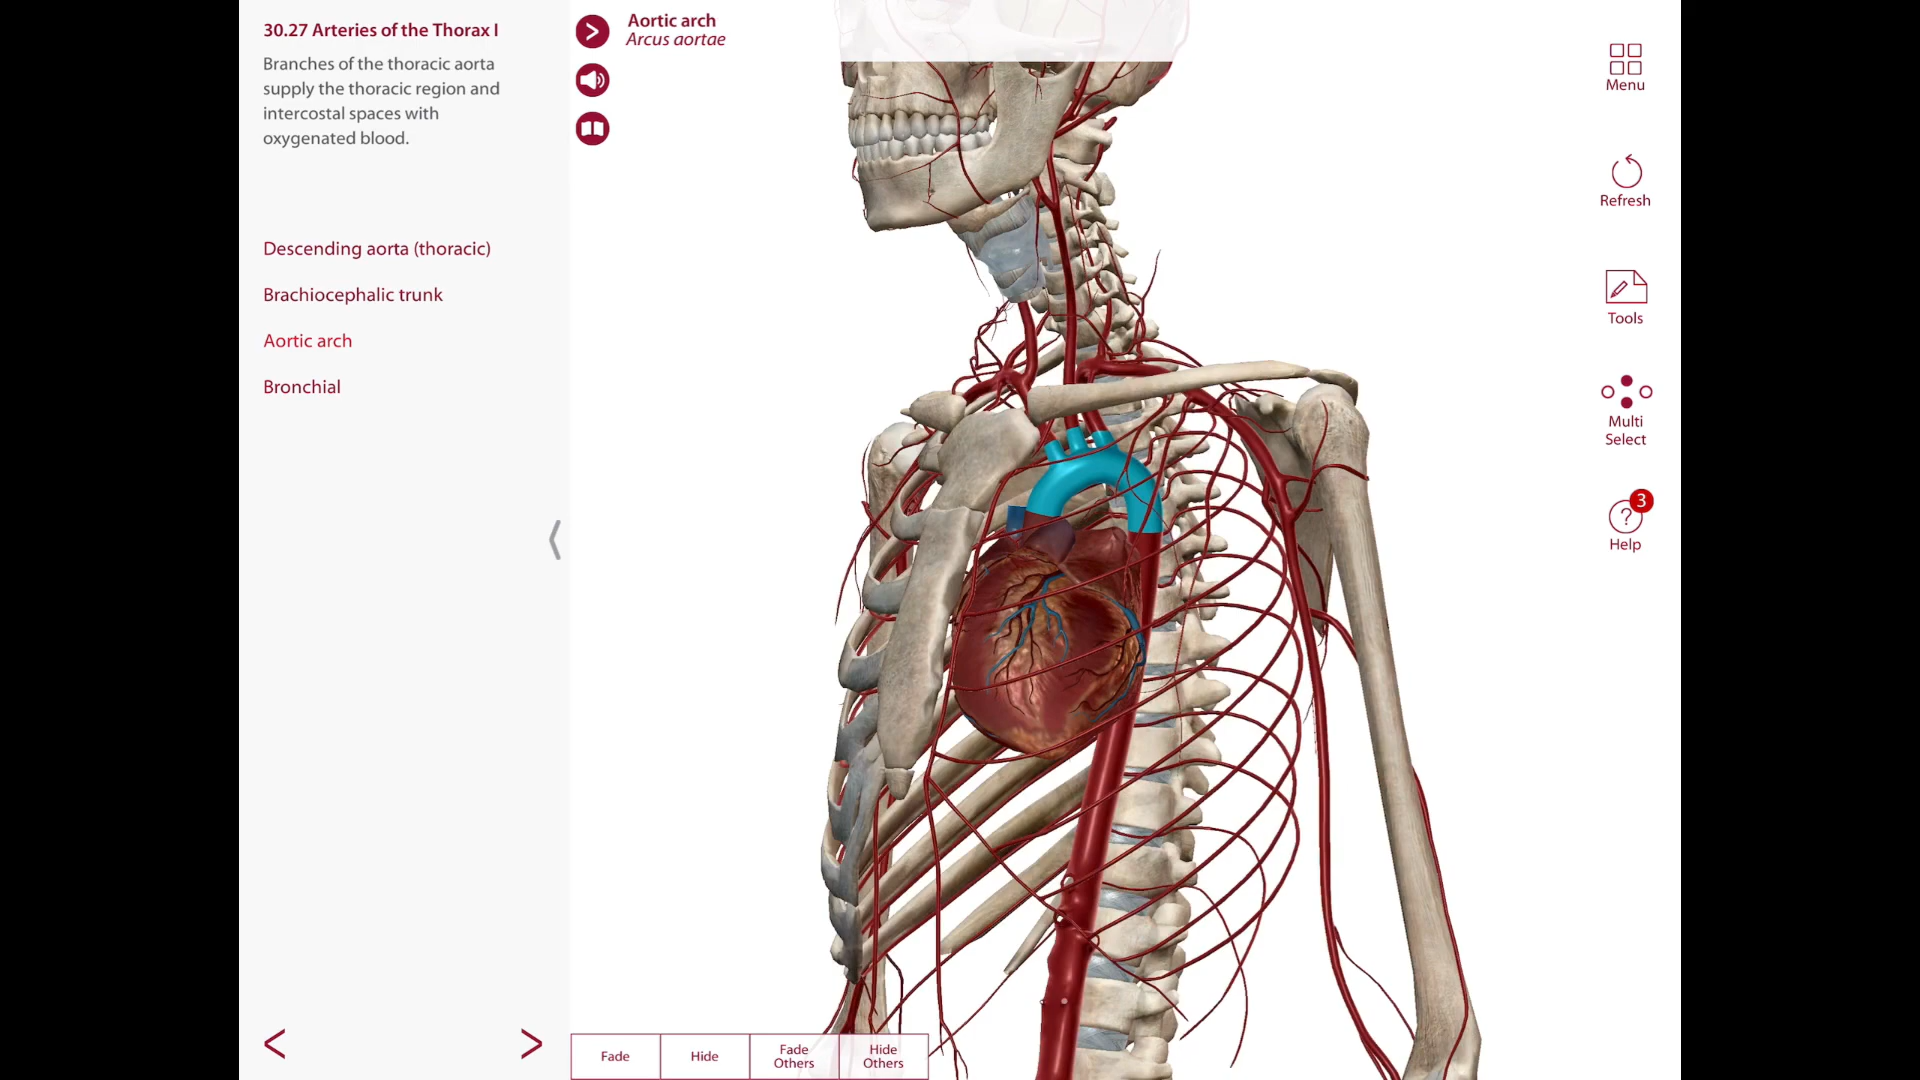 30.27 Arteries of the Thorax I
Branches of the thoracic aorta
supply the thoracic region and
intercostal spaces with
oxygenated blood.
Descending aorta (thoracic)
Brachiocephalic trunk
Aortic arch
Bronchial
Aortic arch
Arcus aortae
Menu
Refresh
Tools
Multi
Select
3
Help
Fade
Hide
Fade
Others
Hide
Others